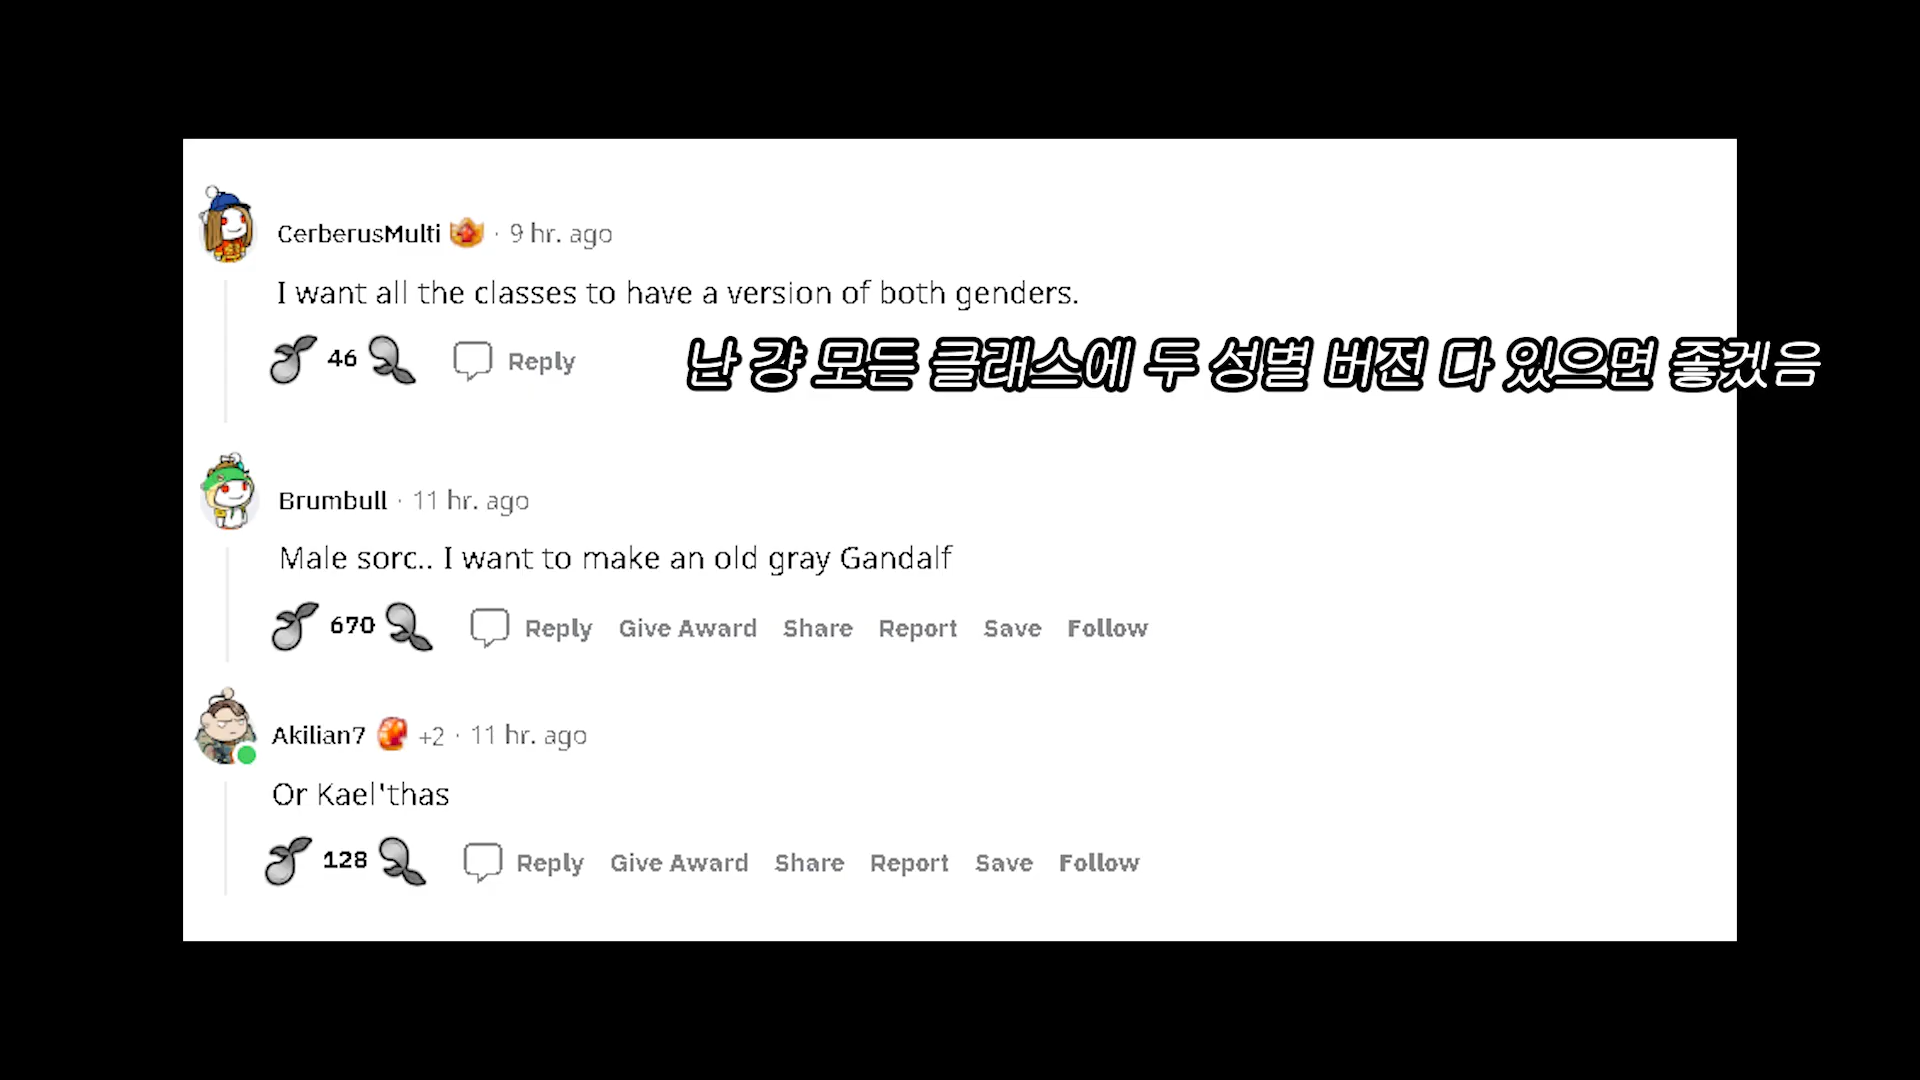 CerberusMulti · 9 hr. ago
I want all the classes to have a version of both genders.
46 Reply
난 걍 모든 클래스에 두 성별 버전 다 있으면 좋겠음
Brumbull · 11 hr. ago
Male sorc.. I want to make an old gray Gandalf
670 Reply Give Award Share Report Save Follow
Akilian7 +2 · 11 hr. ago
Or Kael'thas
128 Reply Give Award Share Report Save Follow